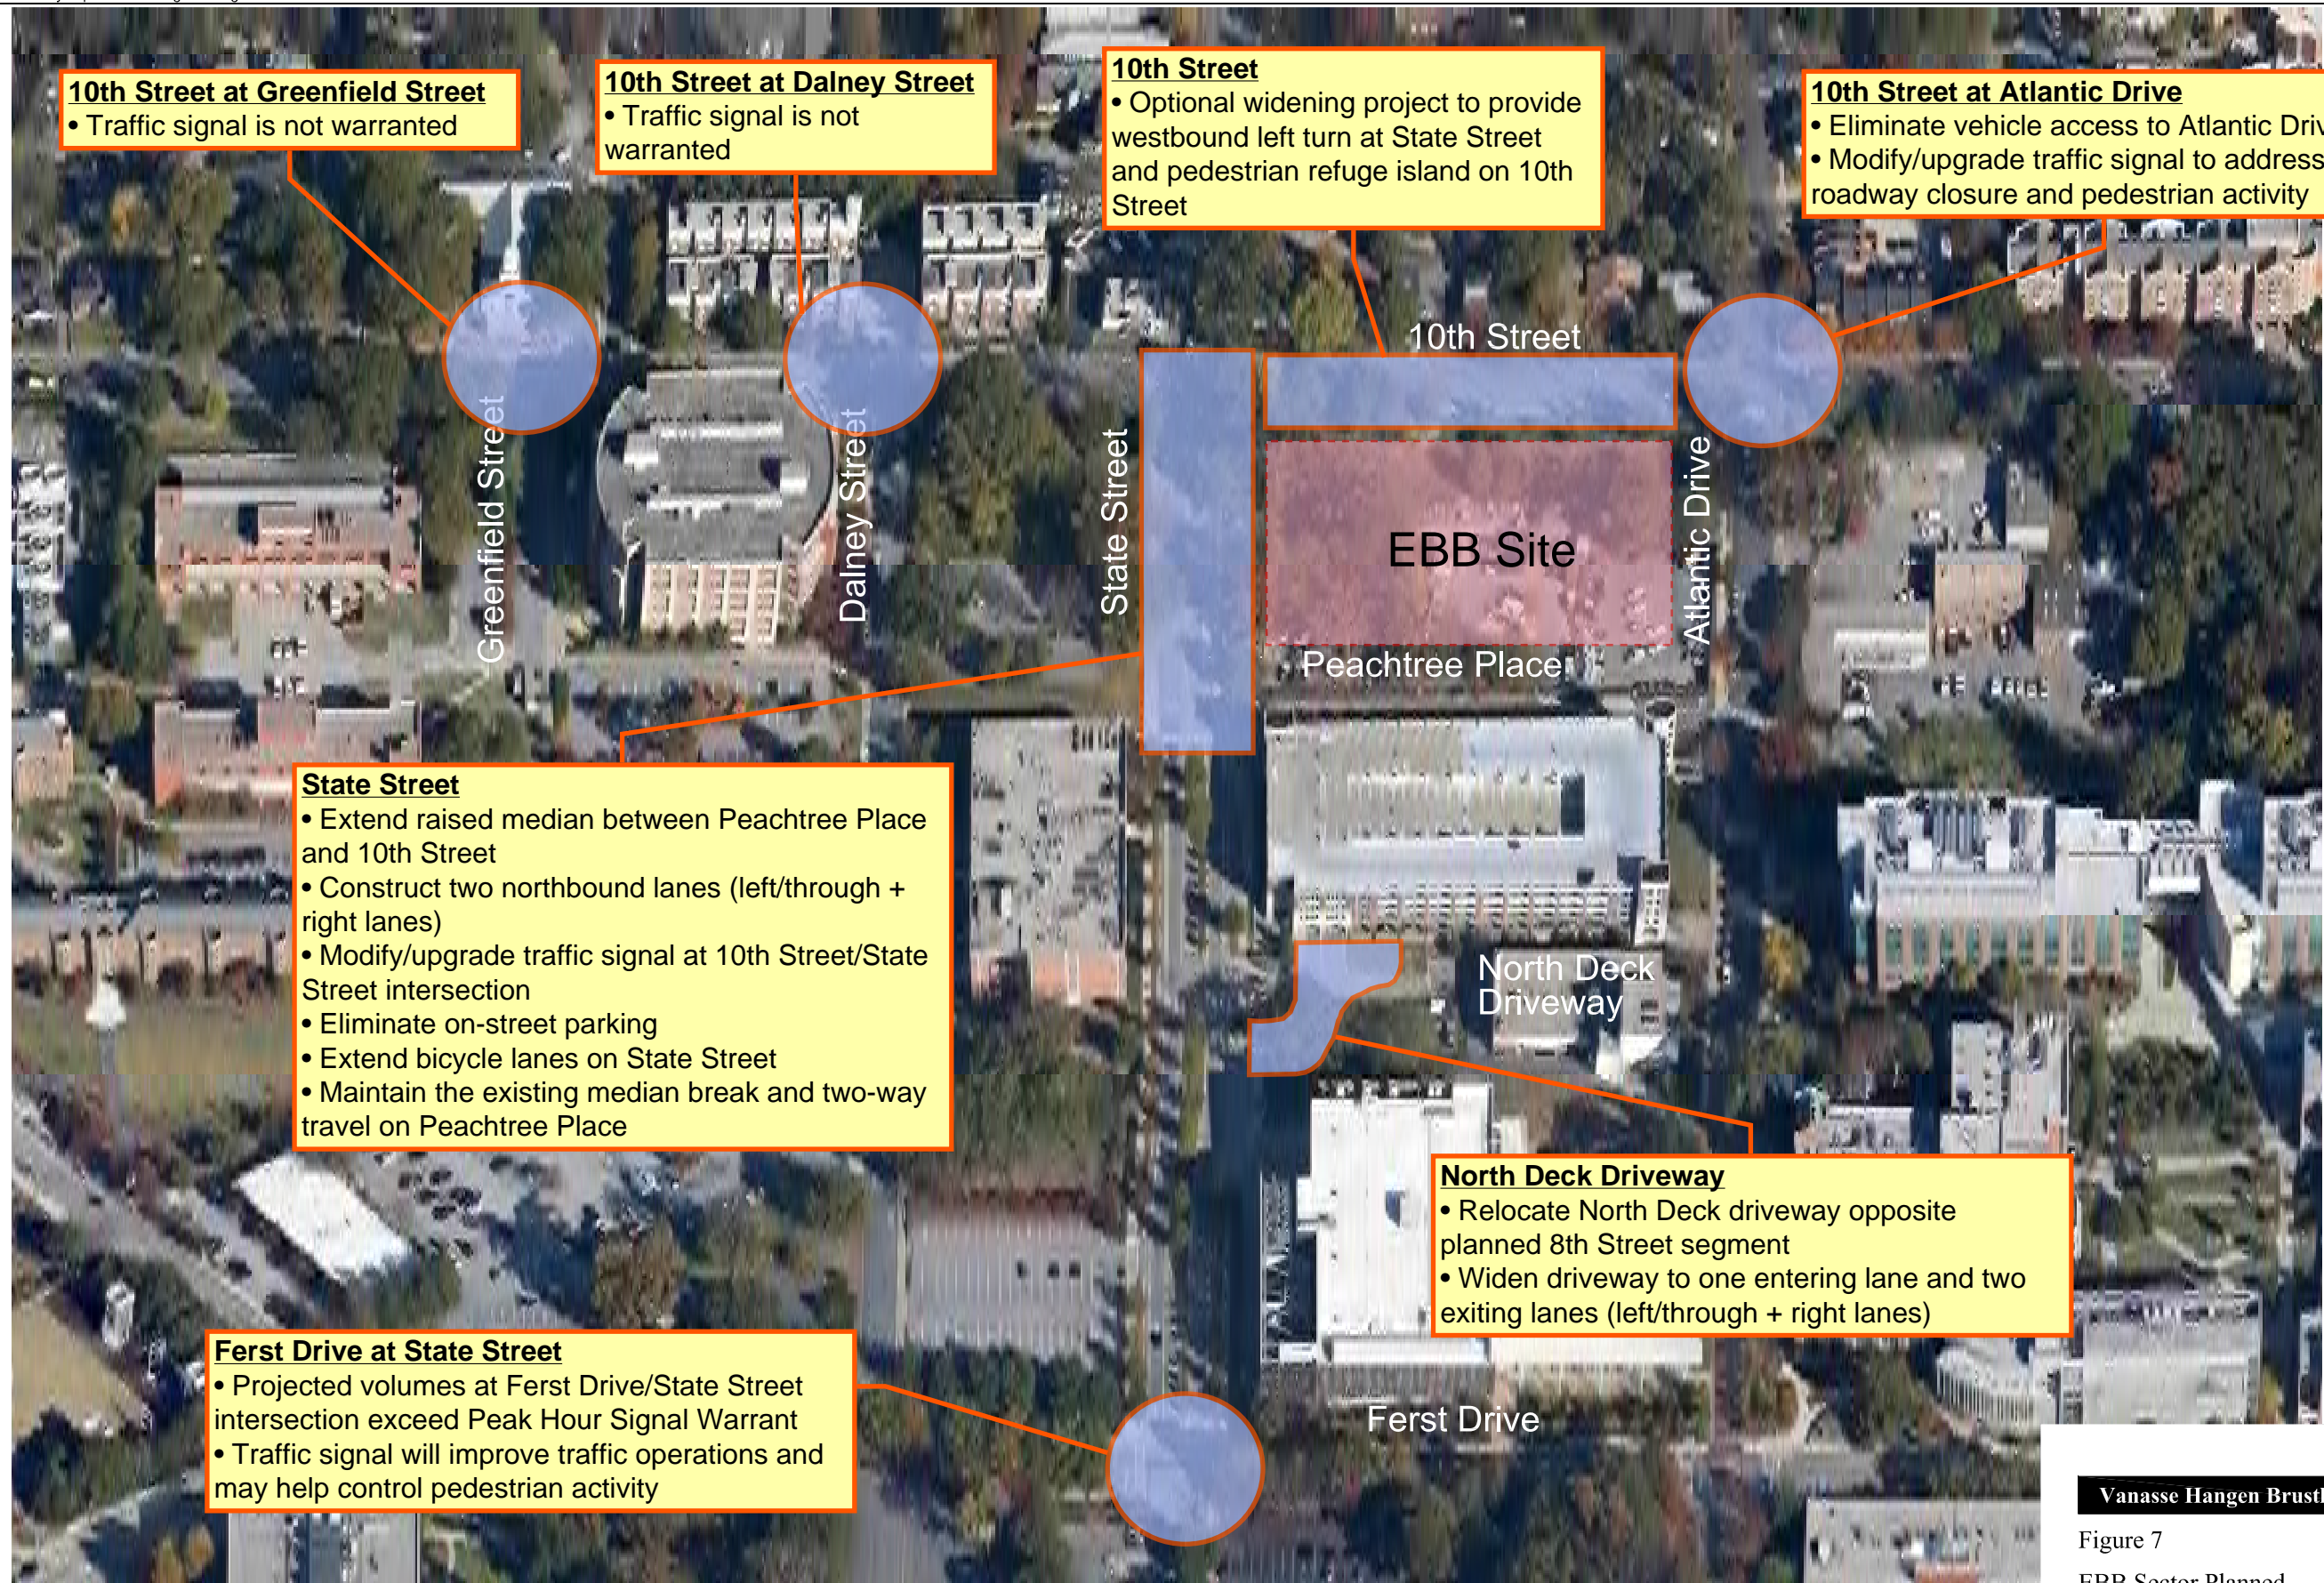 10th Street at Greenfield Street
• Traffic signal is not warranted
10th Street at Dalney Street
• Traffic signal is not
warranted
10th Street
• Optional widening project to provide
westbound left turn at State Street
and pedestrian refuge island on 10th
Street
10th Street at Atlantic Drive
• Eliminate vehicle access to Atlantic Driv
• Modify/upgrade traffic signal to address
roadway closure and pedestrian activity
10th Street
Greenfield Street
Dalney Street
State Street
EBB Site
Atlantic Drive
Peachtree Place
State Street
• Extend raised median between Peachtree Place
and 10th Street
• Construct two northbound lanes (left/through +
right lanes)
• Modify/upgrade traffic signal at 10th Street/State
Street intersection
• Eliminate on-street parking
• Extend bicycle lanes on State Street
• Maintain the existing median break and two-way
travel on Peachtree Place
North Deck
Driveway
North Deck Driveway
• Relocate North Deck driveway opposite
planned 8th Street segment
• Widen driveway to one entering lane and two
exiting lanes (left/through + right lanes)
Ferst Drive at State Street
• Projected volumes at Ferst Drive/State Street
intersection exceed Peak Hour Signal Warrant
• Traffic signal will improve traffic operations and
may help control pedestrian activity
Ferst Drive
Vanasse Hangen Brustl
Figure 7
EBB Sector Planned